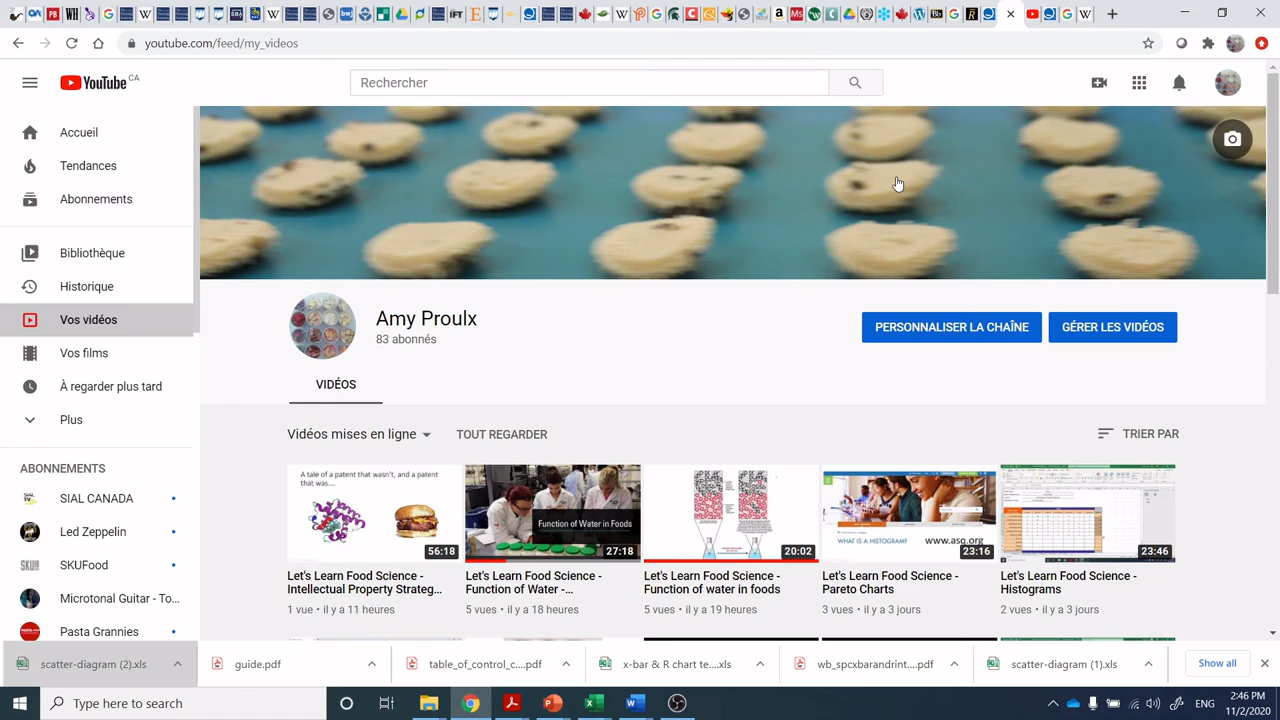 youtube.com/feed/my_videos
YouTube CA
Rechercher
Accueil
Tendances
Abonnements
Bibliothèque
Historique
Vos vidéos
Vos films
À regarder plus tard
Plus
ABONNEMENTS
SIAL CANADA
Led Zeppelin
SKUFood
Microtonal Guitar - To...
Pasta Grannies
Amy Proulx
83 abonnés
PERSONNALISER LA CHAÎNE
GÉRER LES VIDÉOS
VIDÉOS
Vidéos mises en ligne
TOUT REGARDER
TRIER PAR
A tale of a patent that wasn't, and a patent
that was...
56:18
Let's Learn Food Science -
Intellectual Property Strateg...
1 vue • il y a 11 heures
Function of Water in Foods
27:18
Let's Learn Food Science -
Function of Water -...
5 vues • il y a 18 heures
20:02
Let's Learn Food Science -
Function of water in foods
5 vues • il y a 19 heures
WHAT IS A HISTOGRAM?
www.asq.org
23:16
Let's Learn Food Science -
Pareto Charts
3 vues • il y a 3 jours
23:46
Let's Learn Food Science -
Histograms
2 vues • il y a 3 jours
scatter-diagram (2).xls
guide.pdf
table_of_control_c....pdf
x-bar & R chart te....xls
wb_spcxbarandrint....pdf
scatter-diagram (1).xls
Show all
Type here to search
ENG
2:46 PM
11/2/2020